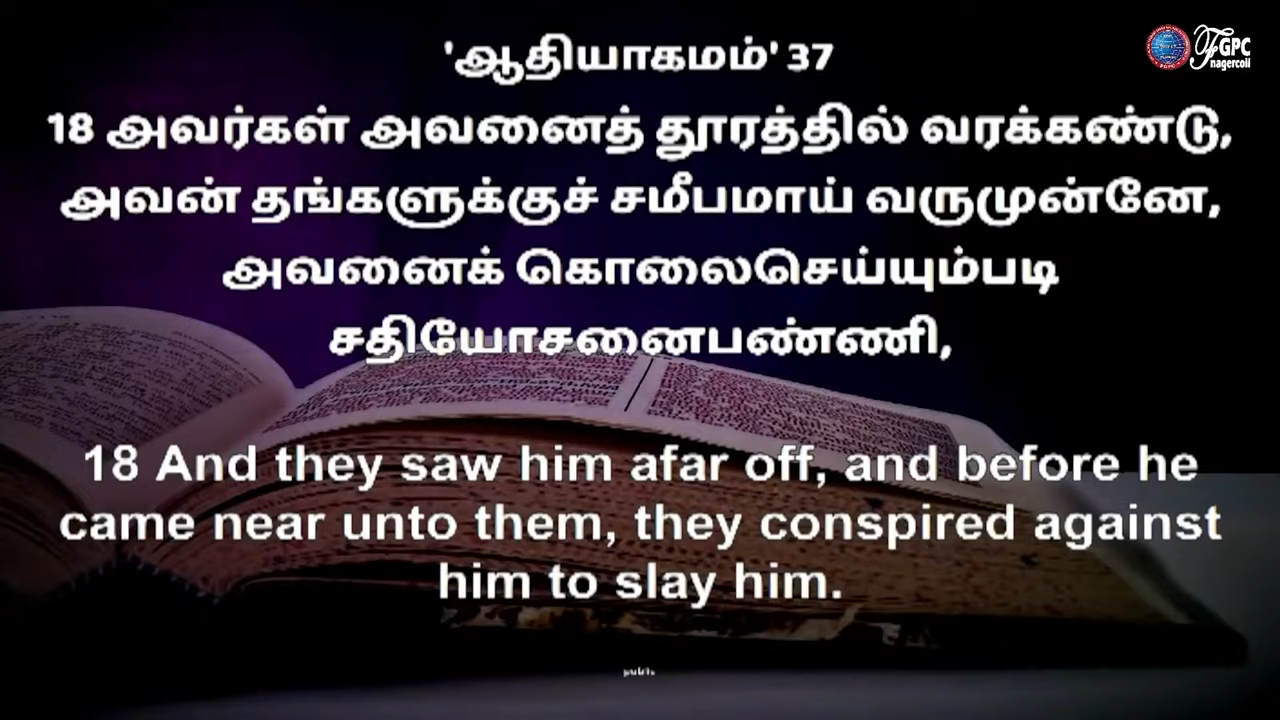 'ஆதியாகமம்' 37
FGPC
nagercoil
18 அவர்கள் அவனைத் தூரத்தில் வரக்கண்டு,
அவன் தங்களுக்குச் சமீபமாய் வருமுன்னே,
அவனைக் கொலைசெய்யும்படி
சதியோசனைபண்ணி,
18 And they saw him afar off, and before he
came near unto them, they conspired against
him to slay him.